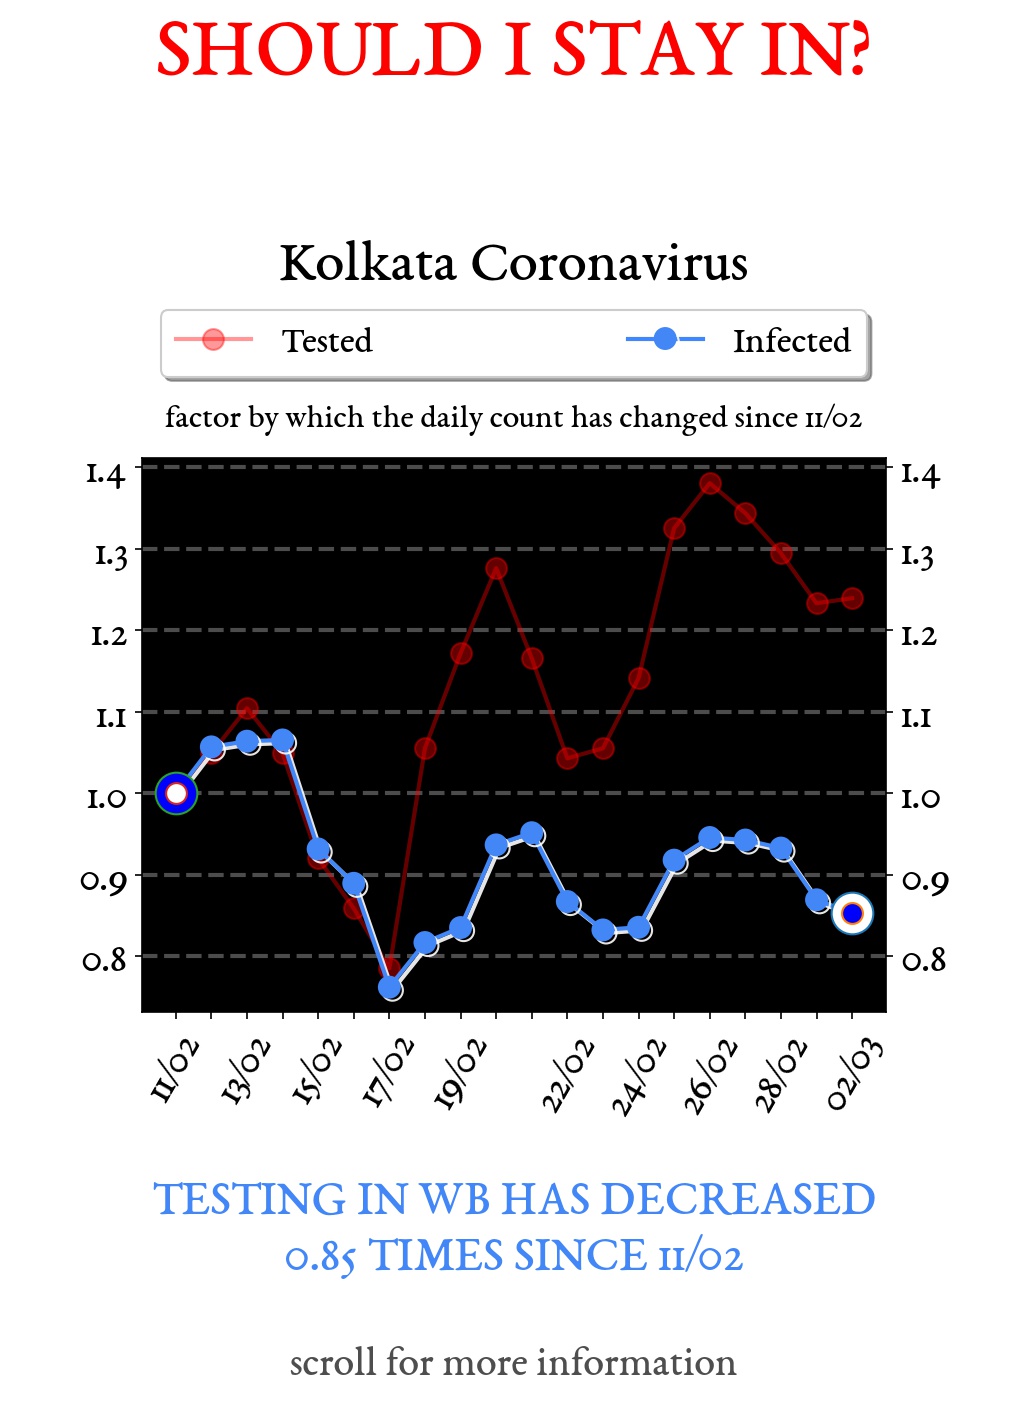 SHOULD I STAY IN?
Kolkata Coronavirus
Tested Infected
factor by which the daily count has changed since 11/02
1.4 1.4
1.3 1.3
1.2 1.2
1.1 1.1
1.0 1.0
0.9 0.9
0.8 0.8
11/02 13/02 15/02 17/02 19/02 22/02 24/02 26/02 28/02 02/03
TESTING IN WB HAS DECREASED
0.85 TIMES SINCE 11/02
scroll for more information